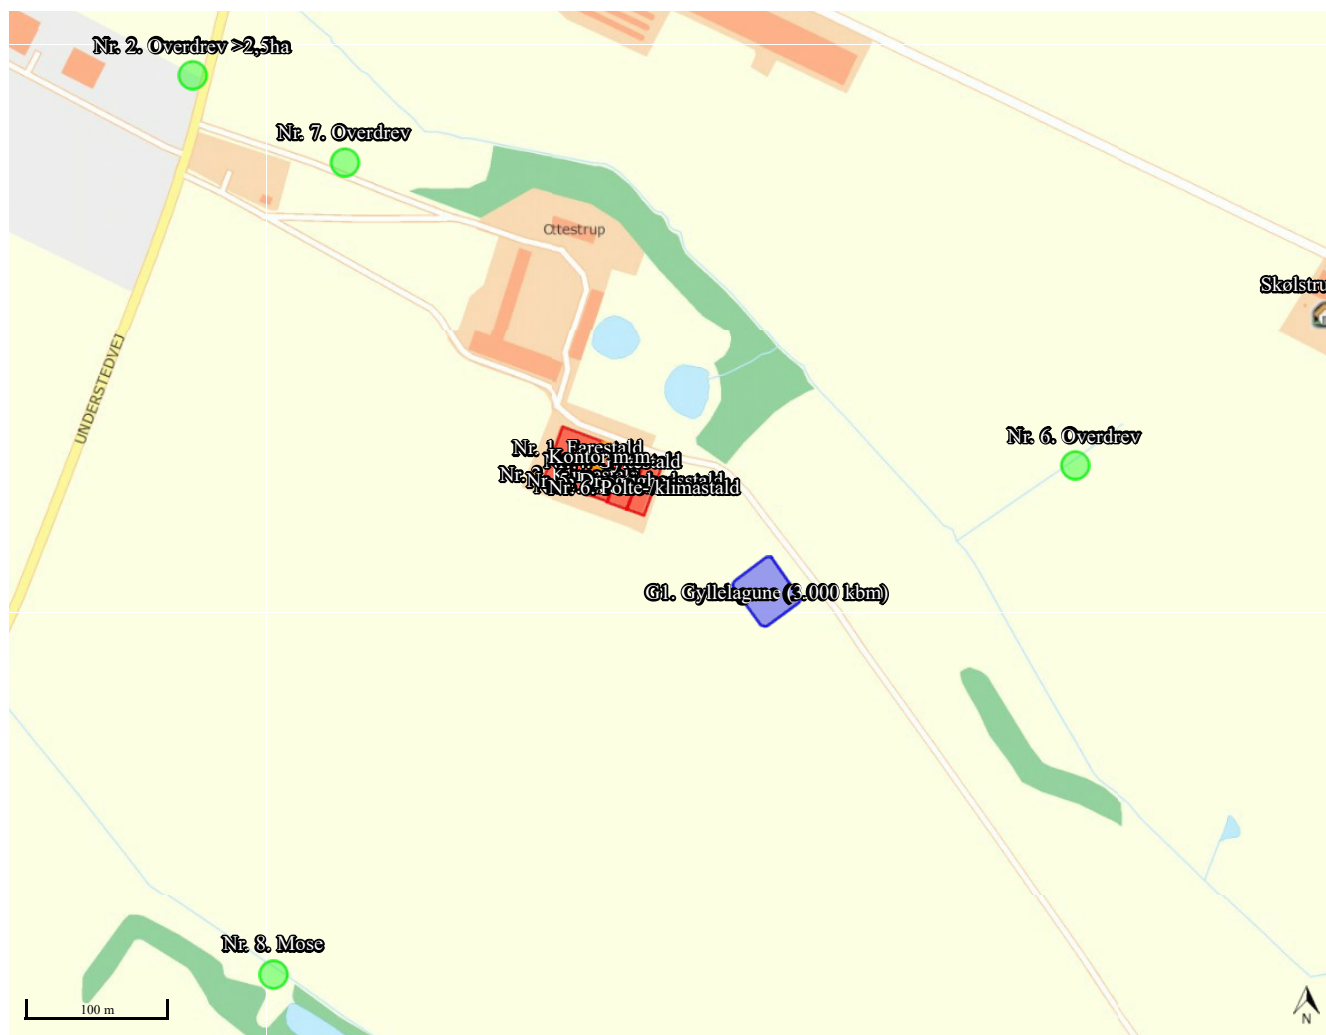 Nr. 2. Overdrev >2,5ha
Nr. 7. Overdrev
Ottestrup
Skølstru
UNDERSTEDVEJ
Nr. 6. Overdrev
Nr. 1. Farestald
Kontor m.m.
Nr. 6. Polte-/klimastald
G1. Gyllelagune (3.000 kbm)
Nr. 8. Mose
100 m
N